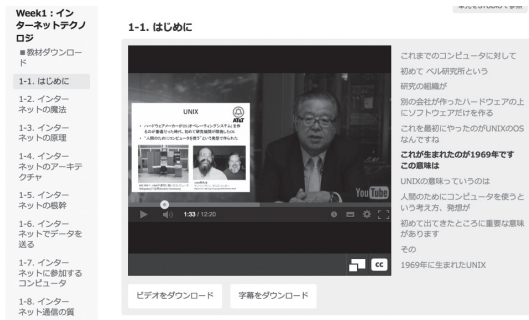 Week1：イン
ターネットテクノ
ロジ
■教材ダウンロー
ド
1-1. はじめに
1-2. インター
ネットの魔法
1-3. インター
ネットの原理
1-4. インター
ネットのアーキテ
クチャ
1-5. インター
ネットの根幹
1-6. インター
ネットでデータを
送る
1-7. インター
ネットに参加する
コンピュータ
1-8. インター
ネット通信の質
1-1. はじめに
UNIX
YouTube
1:33 / 12:20
CC
ビデオをダウンロード
字幕をダウンロード
これまでのコンピュータに対して
初めて ベル研究所という
研究の組織が
別の会社が作ったハードウェアの上
にソフトウェアだけを作る
これを最初にやったのがUNIXのOS
なんですね
これが生まれたのが1969年です
この意味は
UNIXの意味っていうのは
人間のためにコンピュータを使うと
いう考え方、発想が
初めて出てきたところに重要な意味
があります
その
1969年に生まれたUNIX